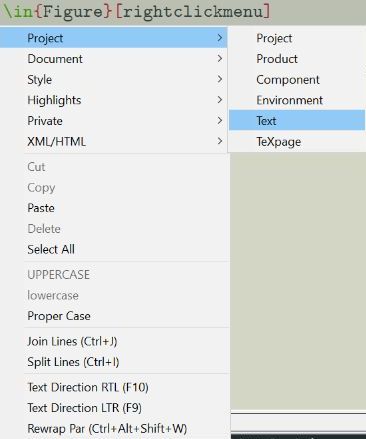 \in{Figure}[rightclickmenu]
Project
Document
Style
Highlights
Private
XML/HTML
Cut
Copy
Paste
Delete
Select All
UPPERCASE
lowercase
Proper Case
Join Lines (Ctrl+J)
Split Lines (Ctrl+I)
Text Direction RTL (F10)
Text Direction LTR (F9)
Rewrap Par (Ctrl+Alt+Shift+W)
Project
Product
Component
Environment
Text
TeXpage